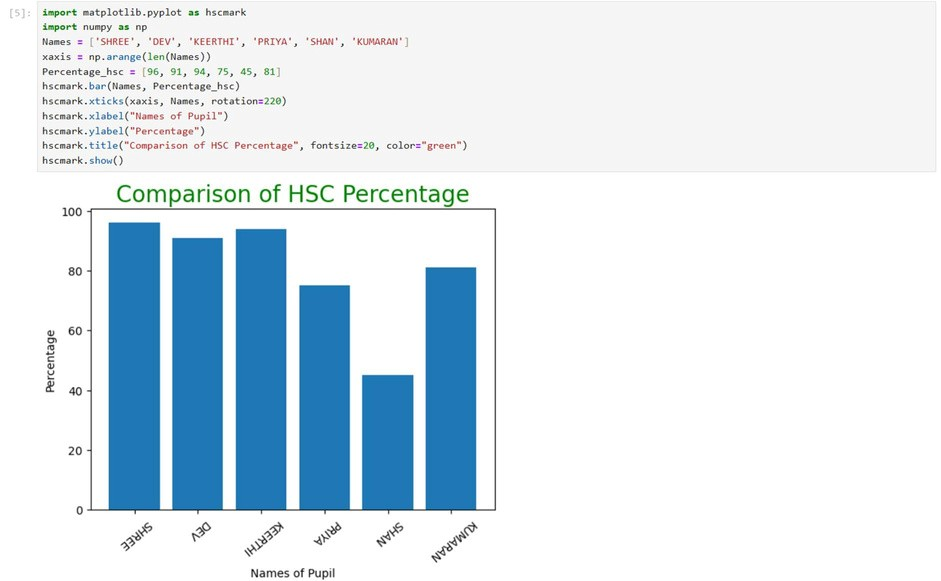 [5]:
import matplotlib.pyplot as hscmark
import numpy as np
Names = ['SHREE', 'DEV', 'KEERTHI', 'PRIYA', 'SHAN', 'KUMARAN']
xaxis = np.arange(len(Names))
Percentage_hsc = [96, 91, 94, 75, 45, 81]
hscmark.bar(Names, Percentage_hsc)
hscmark.xticks(xaxis, Names, rotation=220)
hscmark.xlabel("Names of Pupil")
hscmark.ylabel("Percentage")
hscmark.title("Comparison of HSC Percentage", fontsize=20, color="green")
hscmark.show()
Comparison of HSC Percentage
100
80
60
40
20
0
Percentage
SHREE
DEV
KEERTHI
PRIYA
SHAN
KUMARAN
Names of Pupil